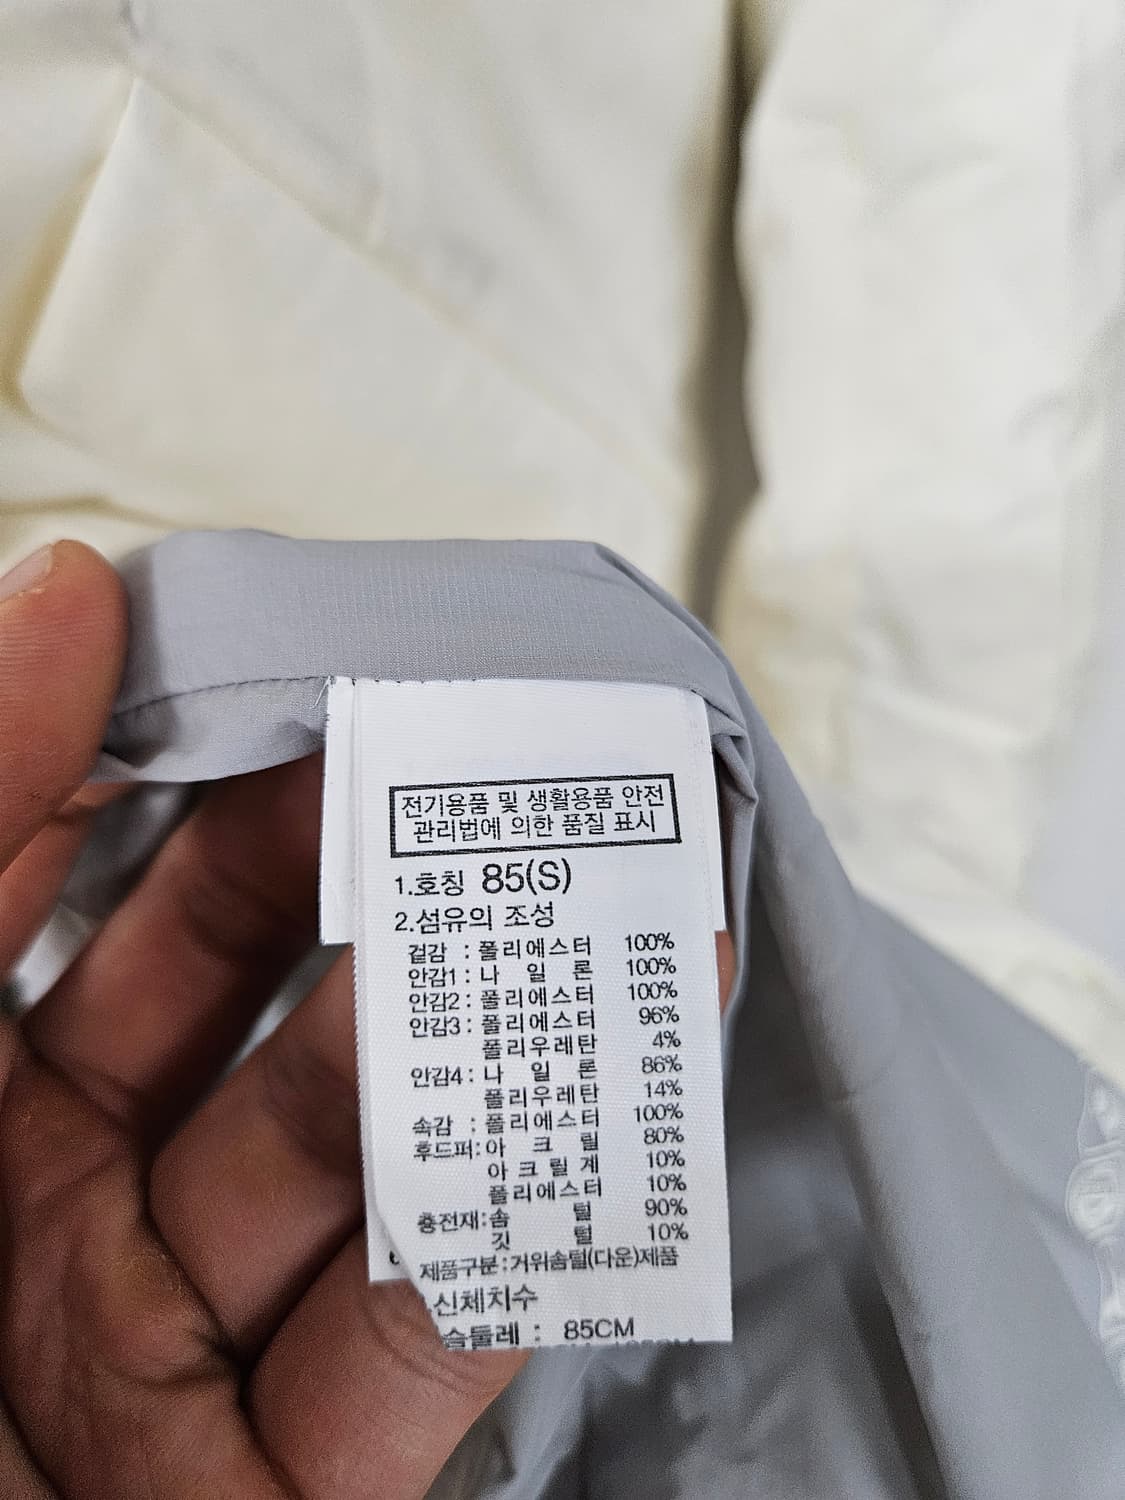 전기용품 및 생활용품 안전
관리법에 의한 품질 표시
1.호칭 85(S)
2.섬유의 조성
겉감 : 폴리에스터 100%
안감1 : 나 일 론 100%
안감2 : 폴리에스터 100%
안감3 : 폴리에스터 96%
폴리우레탄 4%
안감4 : 나 일 론 86%
폴리우레탄 14%
속감 : 폴리에스터 100%
후드퍼: 아 크 릴 80%
아 크 릴 계 10%
폴리에스터 10%
충전재: 솜 털 90%
깃 털 10%
제품구분 : 거위솜털(다운)제품
신체치수
슴둘레 : 85CM